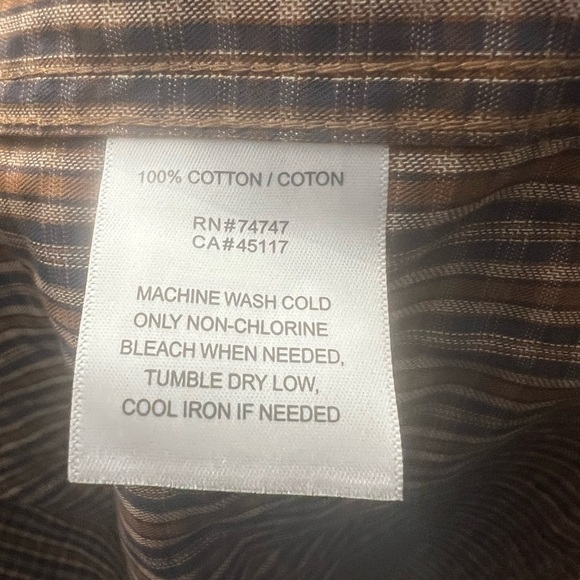 100% COTTON / COTON
RN#74747
CA#45117
MACHINE WASH COLD
ONLY NON-CHLORINE
BLEACH WHEN NEEDED,
TUMBLE DRY LOW,
COOL IRON IF NEEDED